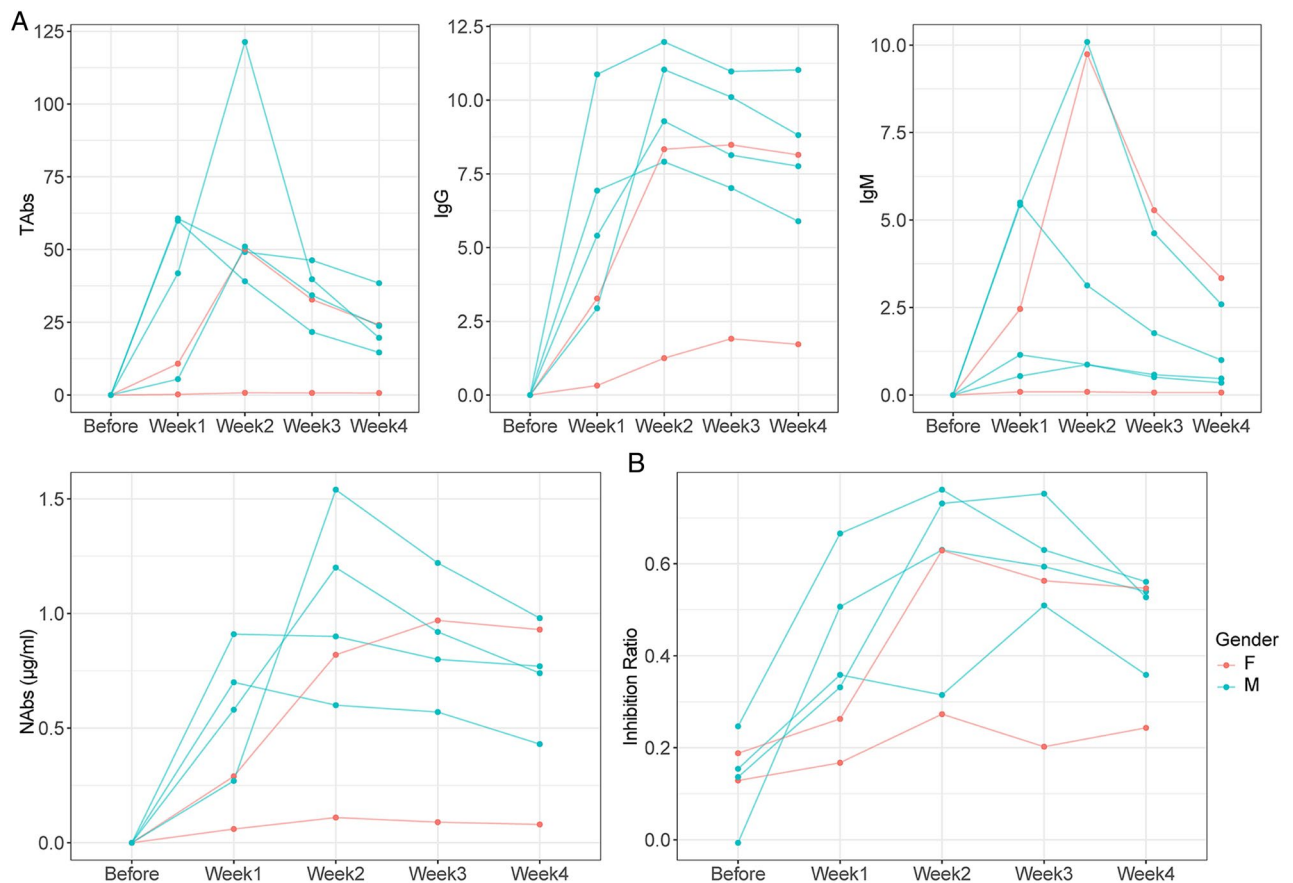 A
TAbs
125
100
75
50
25
0
Before Week1 Week2 Week3 Week4
IgG
12.5
10.0
7.5
5.0
2.5
0.0
Before Week1 Week2 Week3 Week4
IgM
10.0
7.5
5.0
2.5
0.0
Before Week1 Week2 Week3 Week4
NAbs (μg/ml)
1.5
1.0
0.5
0.0
Before Week1 Week2 Week3 Week4
B
Inhibition Ratio
0.6
0.4
0.2
0.0
Before Week1 Week2 Week3 Week4
Gender
F
M